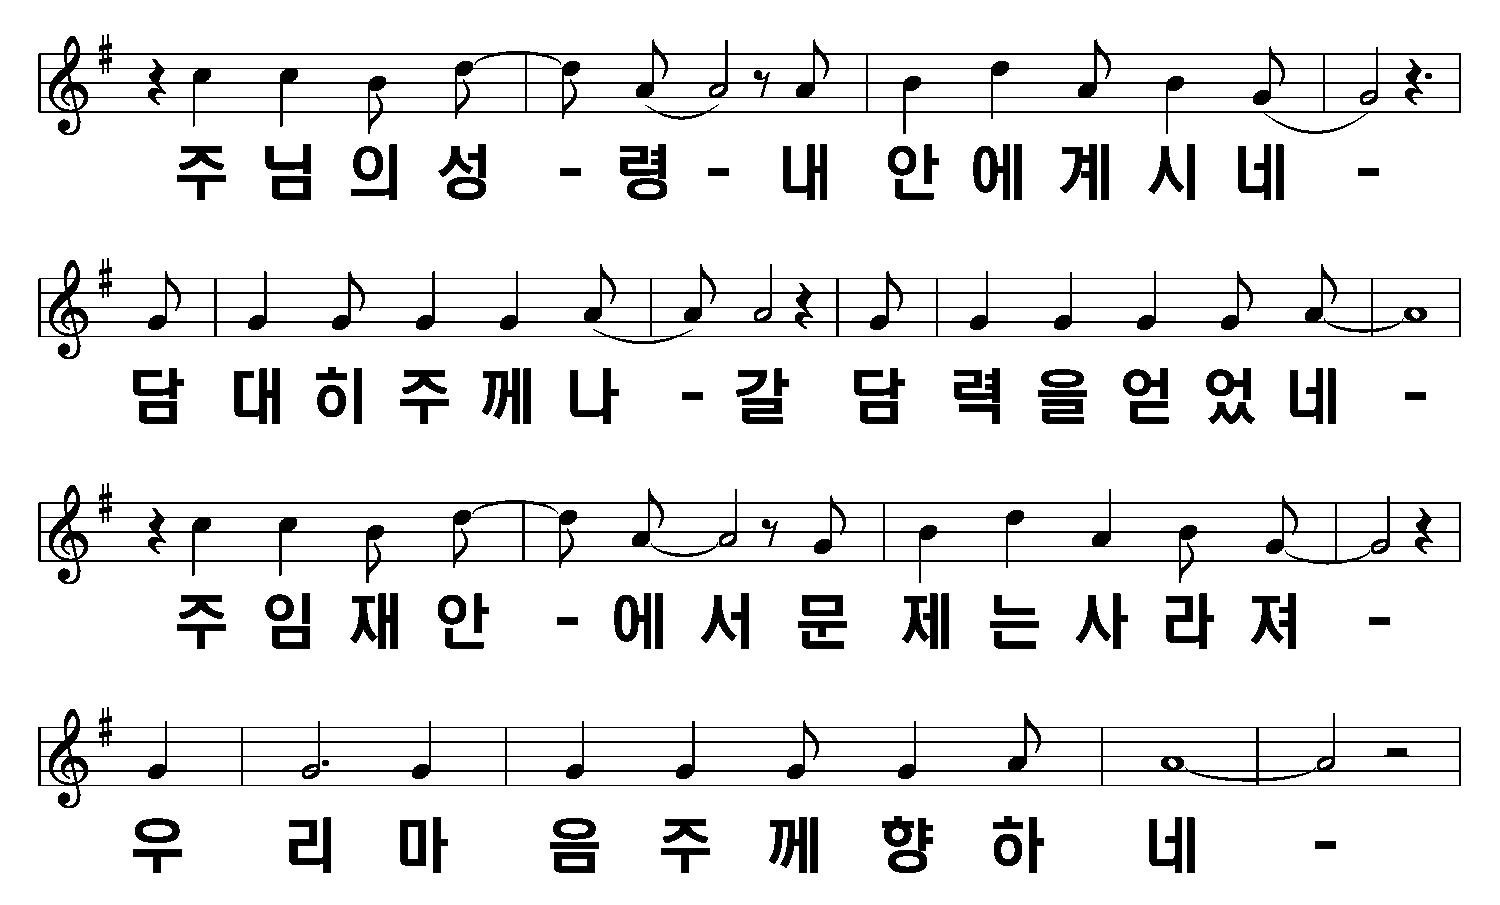 주 님 의 성 - 령 - 내 안 에 계 시 네 -
담 대 히 주 께 나 - 갈 담 력 을 얻 었 네 -
주 임 재 안 - 에 서 문 제 는 사 라 져 -
우 리 마 음 주 께 향 하 네 -